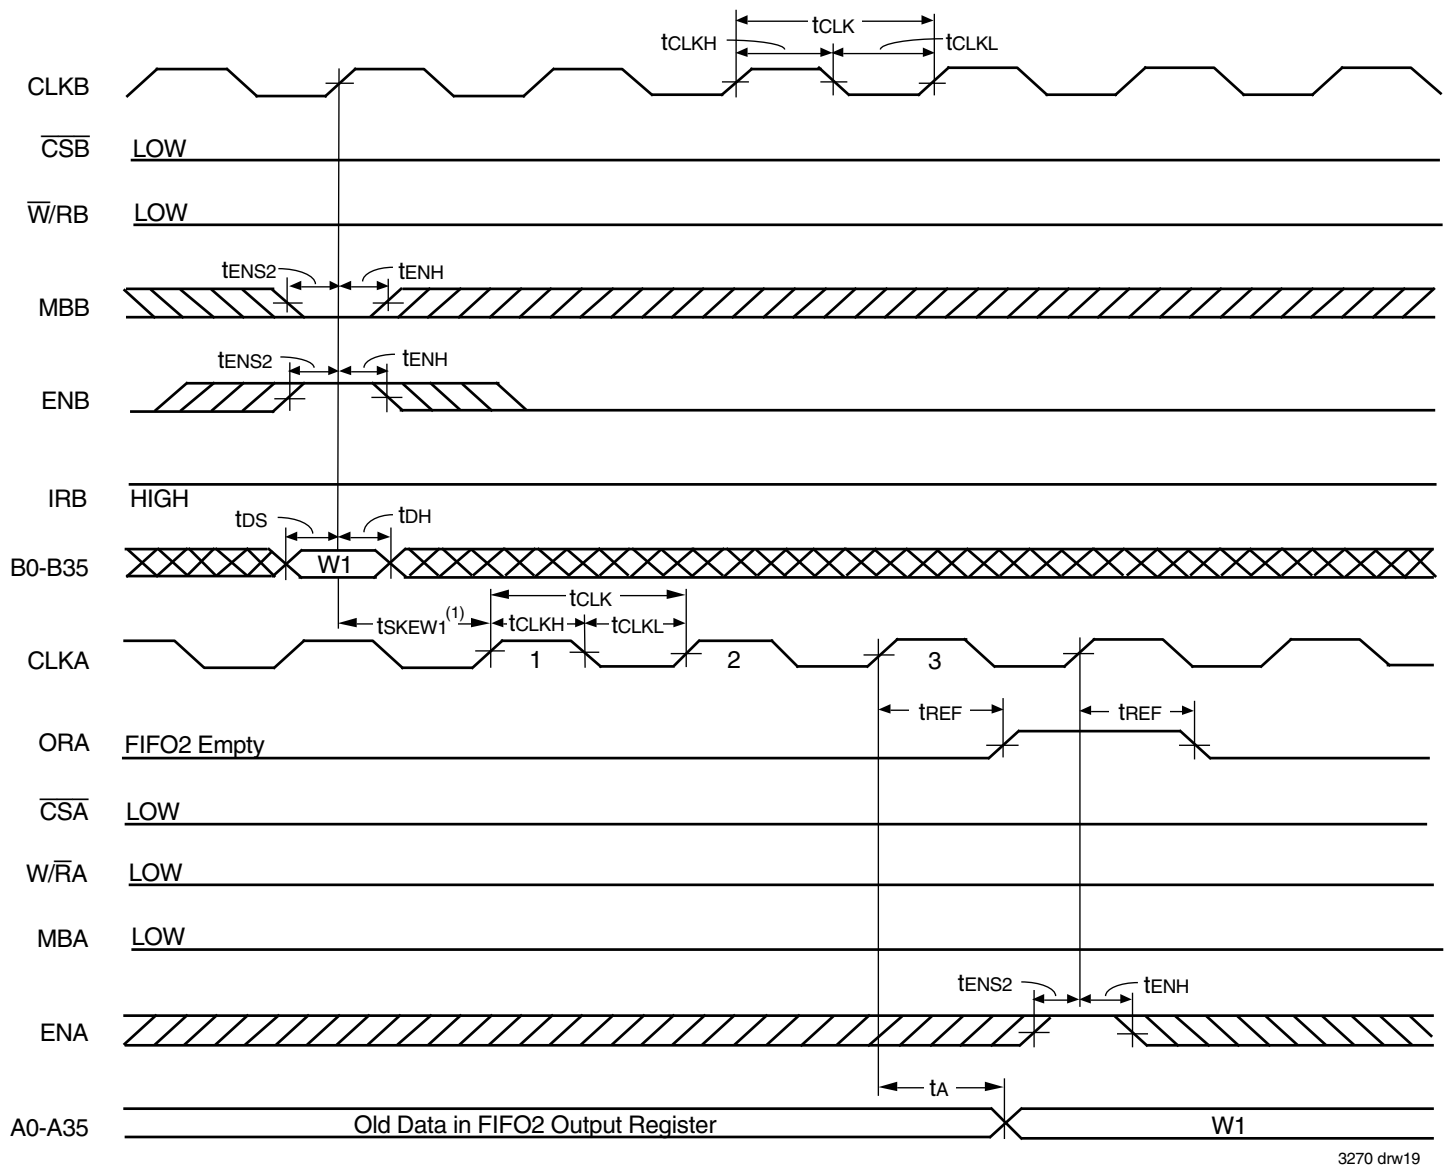 tCLK
tCLKH tCLKL
CLKB
CSB LOW
W/RB LOW
tENS2 tENH
MBB
tENS2 tENH
ENB
IRB HIGH
tDS tDH
B0-B35 W1
tCLK
tSKEW1(1) tCLKH tCLKL
CLKA 1 2 3
tREF tREF
ORA FIFO2 Empty
CSA LOW
W/RA LOW
MBA LOW
tENS2 tENH
ENA
tA
A0-A35 Old Data in FIFO2 Output Register W1
3270 drw19